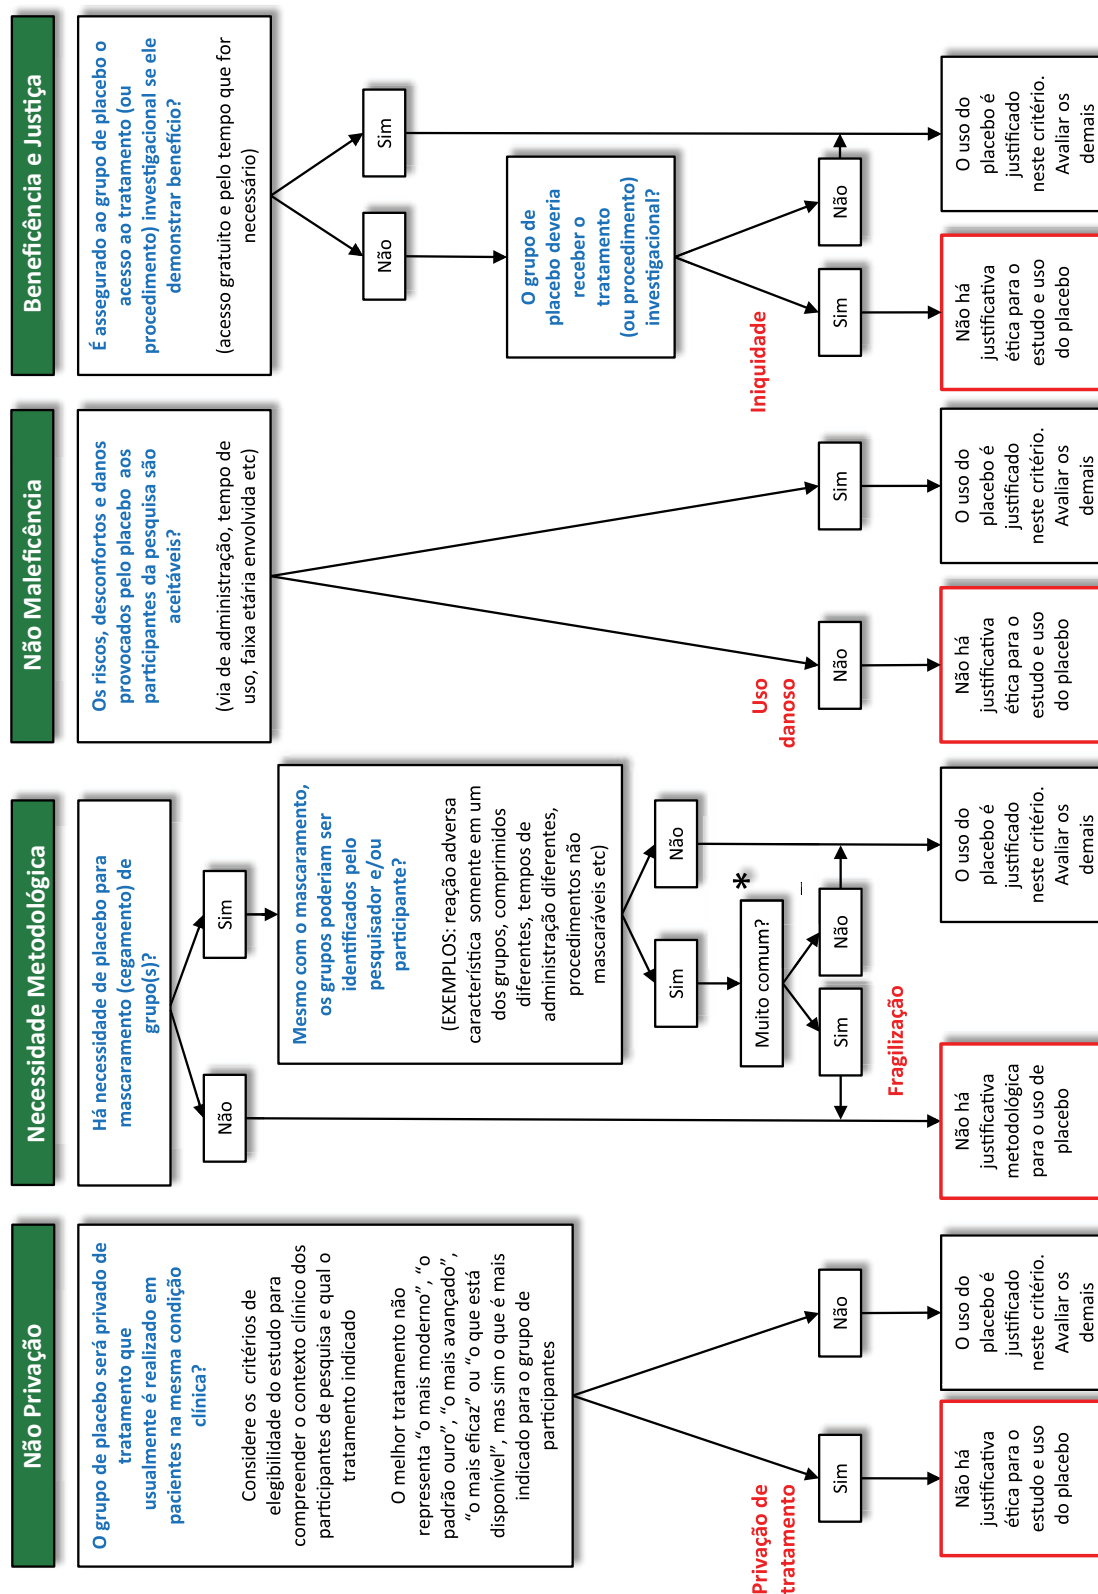 Não Privação
O grupo de placebo será privado de
tratamento que
usualmente é realizado em
pacientes na mesma condição
clínica?
Considere os critérios de
elegibilidade do estudo para
compreender o contexto clínico dos
participantes de pesquisa e qual o
tratamento indicado
O melhor tratamento não
representa “o mais moderno”, “o
padrão ouro”, “o mais avançado”,
“o mais eficaz” ou “o que está
disponível”, mas sim o que é mais
indicado para o grupo de
participantes
Privação de
tratamento
Sim
Não
Não há
justificativa
ética para o
estudo e uso
do placebo
O uso do
placebo é
justificado
neste critério.
Avaliar os
demais
Necessidade Metodológica
Há necessidade de placebo para
mascaramento (cegamento) de
grupo(s)?
Não
Sim
Mesmo com o mascaramento,
os grupos poderiam ser
identificados pelo
pesquisador e/ou
participante?
(EXEMPLOS: reação adversa
característica somente em um
dos grupos, comprimidos
diferentes, tempos de
administração diferentes,
procedimentos não
mascaráveis etc)
Sim
Não
Muito comum?
*
Sim
Não
Fragilização
Não há
justificativa
metodológica
para o uso de
placebo
O uso do
placebo é
justificado
neste critério.
Avaliar os
demais
Não Maleficência
Os riscos, desconfortos e danos
provocados pelo placebo aos
participantes da pesquisa são
aceitáveis?
(via de administração, tempo de
uso, faixa etária envolvida etc)
Uso
danoso
Não
Sim
Não há
justificativa
ética para o
estudo e uso
do placebo
O uso do
placebo é
justificado
neste critério.
Avaliar os
demais
Beneficência e Justiça
É assegurado ao grupo de placebo o
acesso ao tratamento (ou
procedimento) investigacional se ele
demonstrar benefício?
(acesso gratuito e pelo tempo que for
necessário)
Não
Sim
O grupo de
placebo deveria
receber o
tratamento
(ou procedimento)
investigacional?
Iniquidade
Sim
Não
Não há
justificativa
ética para o
estudo e uso
do placebo
O uso do
placebo é
justificado
neste critério.
Avaliar os
demais